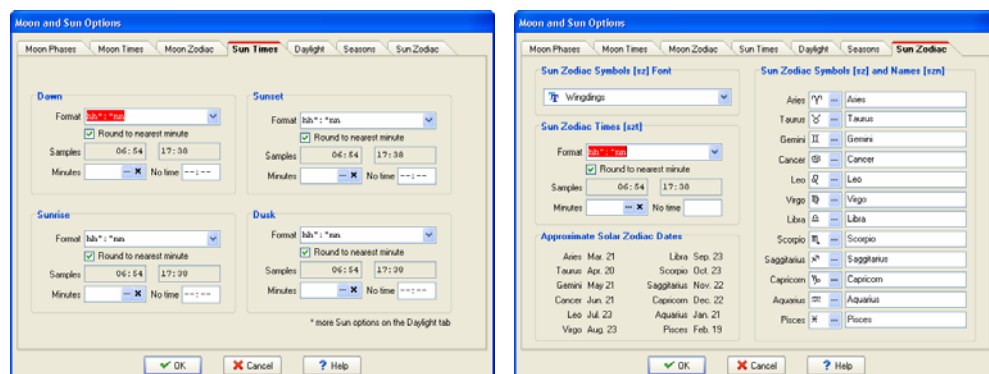 Moon and Sun Options
Moon Phases Moon Times Moon Zodiac Sun Times Daylight Seasons Sun Zodiac
Dawn
Format hh":"nn
Round to nearest minute
Samples 06:54 17:38
Minutes ... No time --:--
Sunset
Format hh":"nn
Round to nearest minute
Samples 06:54 17:38
Minutes ... No time --:--
Sunrise
Format hh":"nn
Round to nearest minute
Samples 06:54 17:38
Minutes ... No time --:--
Dusk
Format hh":"nn
Round to nearest minute
Samples 06:54 17:38
Minutes ... No time --:--
* more Sun options on the Daylight tab
OK Cancel Help
Moon and Sun Options
Moon Phases Moon Times Moon Zodiac Sun Times Daylight Seasons Sun Zodiac
Sun Zodiac Symbols [sz] Font
Wingdings
Sun Zodiac Times [szt]
Format hh":"nn
Round to nearest minute
Samples 06:54 17:38
Minutes ... No time
Approximate Solar Zodiac Dates
Aries Mar. 21 Libra Sep. 23
Taurus Apr. 20 Scorpio Oct. 23
Gemini May 21 Saggitarius Nov. 22
Cancer Jun. 21 Capricorn Dec. 22
Leo Jul. 23 Aquarius Jan. 21
Virgo Aug. 23 Pisces Feb. 19
Sun Zodiac Symbols [sz] and Names [szn]
Aries ♈ ... Aries
Taurus ♉ ... Taurus
Gemini ♊ ... Gemini
Cancer ♋ ... Cancer
Leo ♌ ... Leo
Virgo ♍ ... Virgo
Libra ♎ ... Libra
Scorpio ♏ ... Scorpio
Saggitarius ♐ ... Saggitarius
Capricorn ♑ ... Capricorn
Aquarius ♒ ... Aquarius
Pisces ♓ ... Pisces
OK Cancel Help